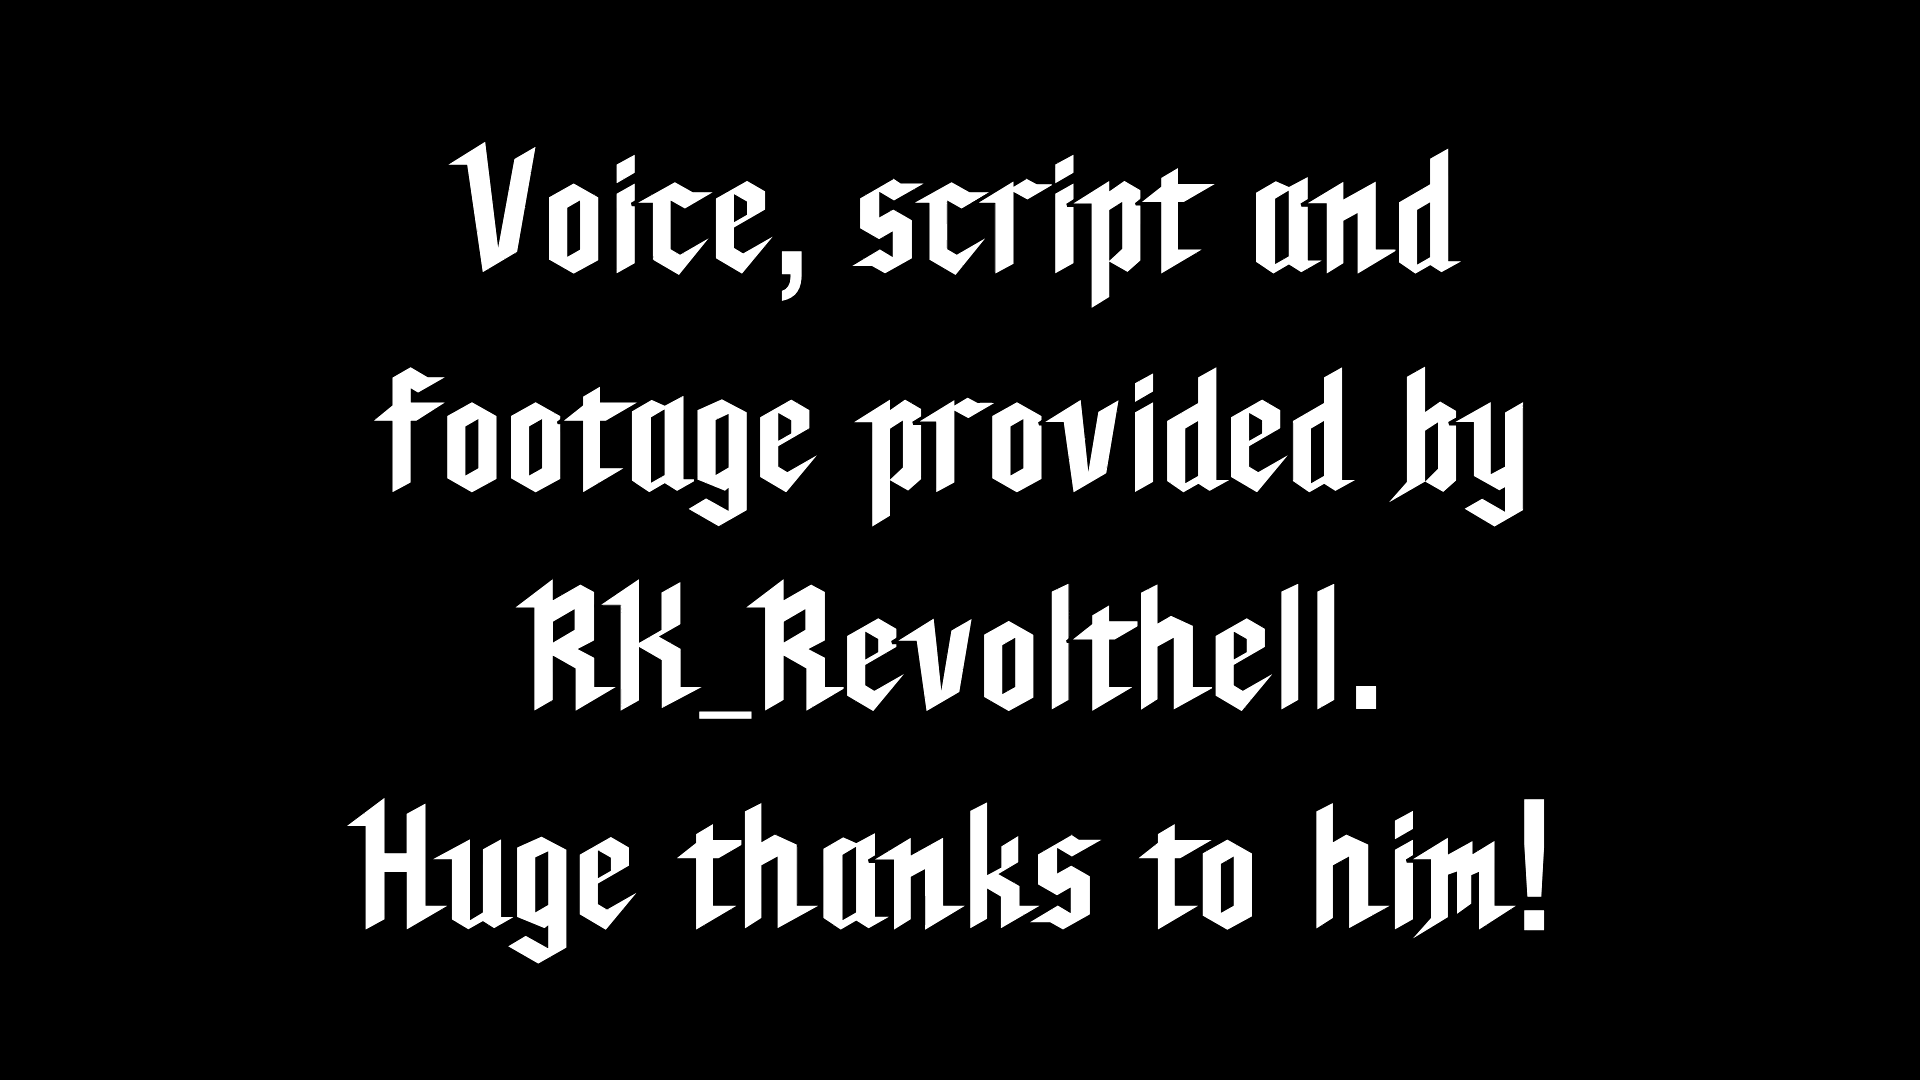 Voice, script and
footage provided by
RK_Revolthell.
Huge thanks to him!